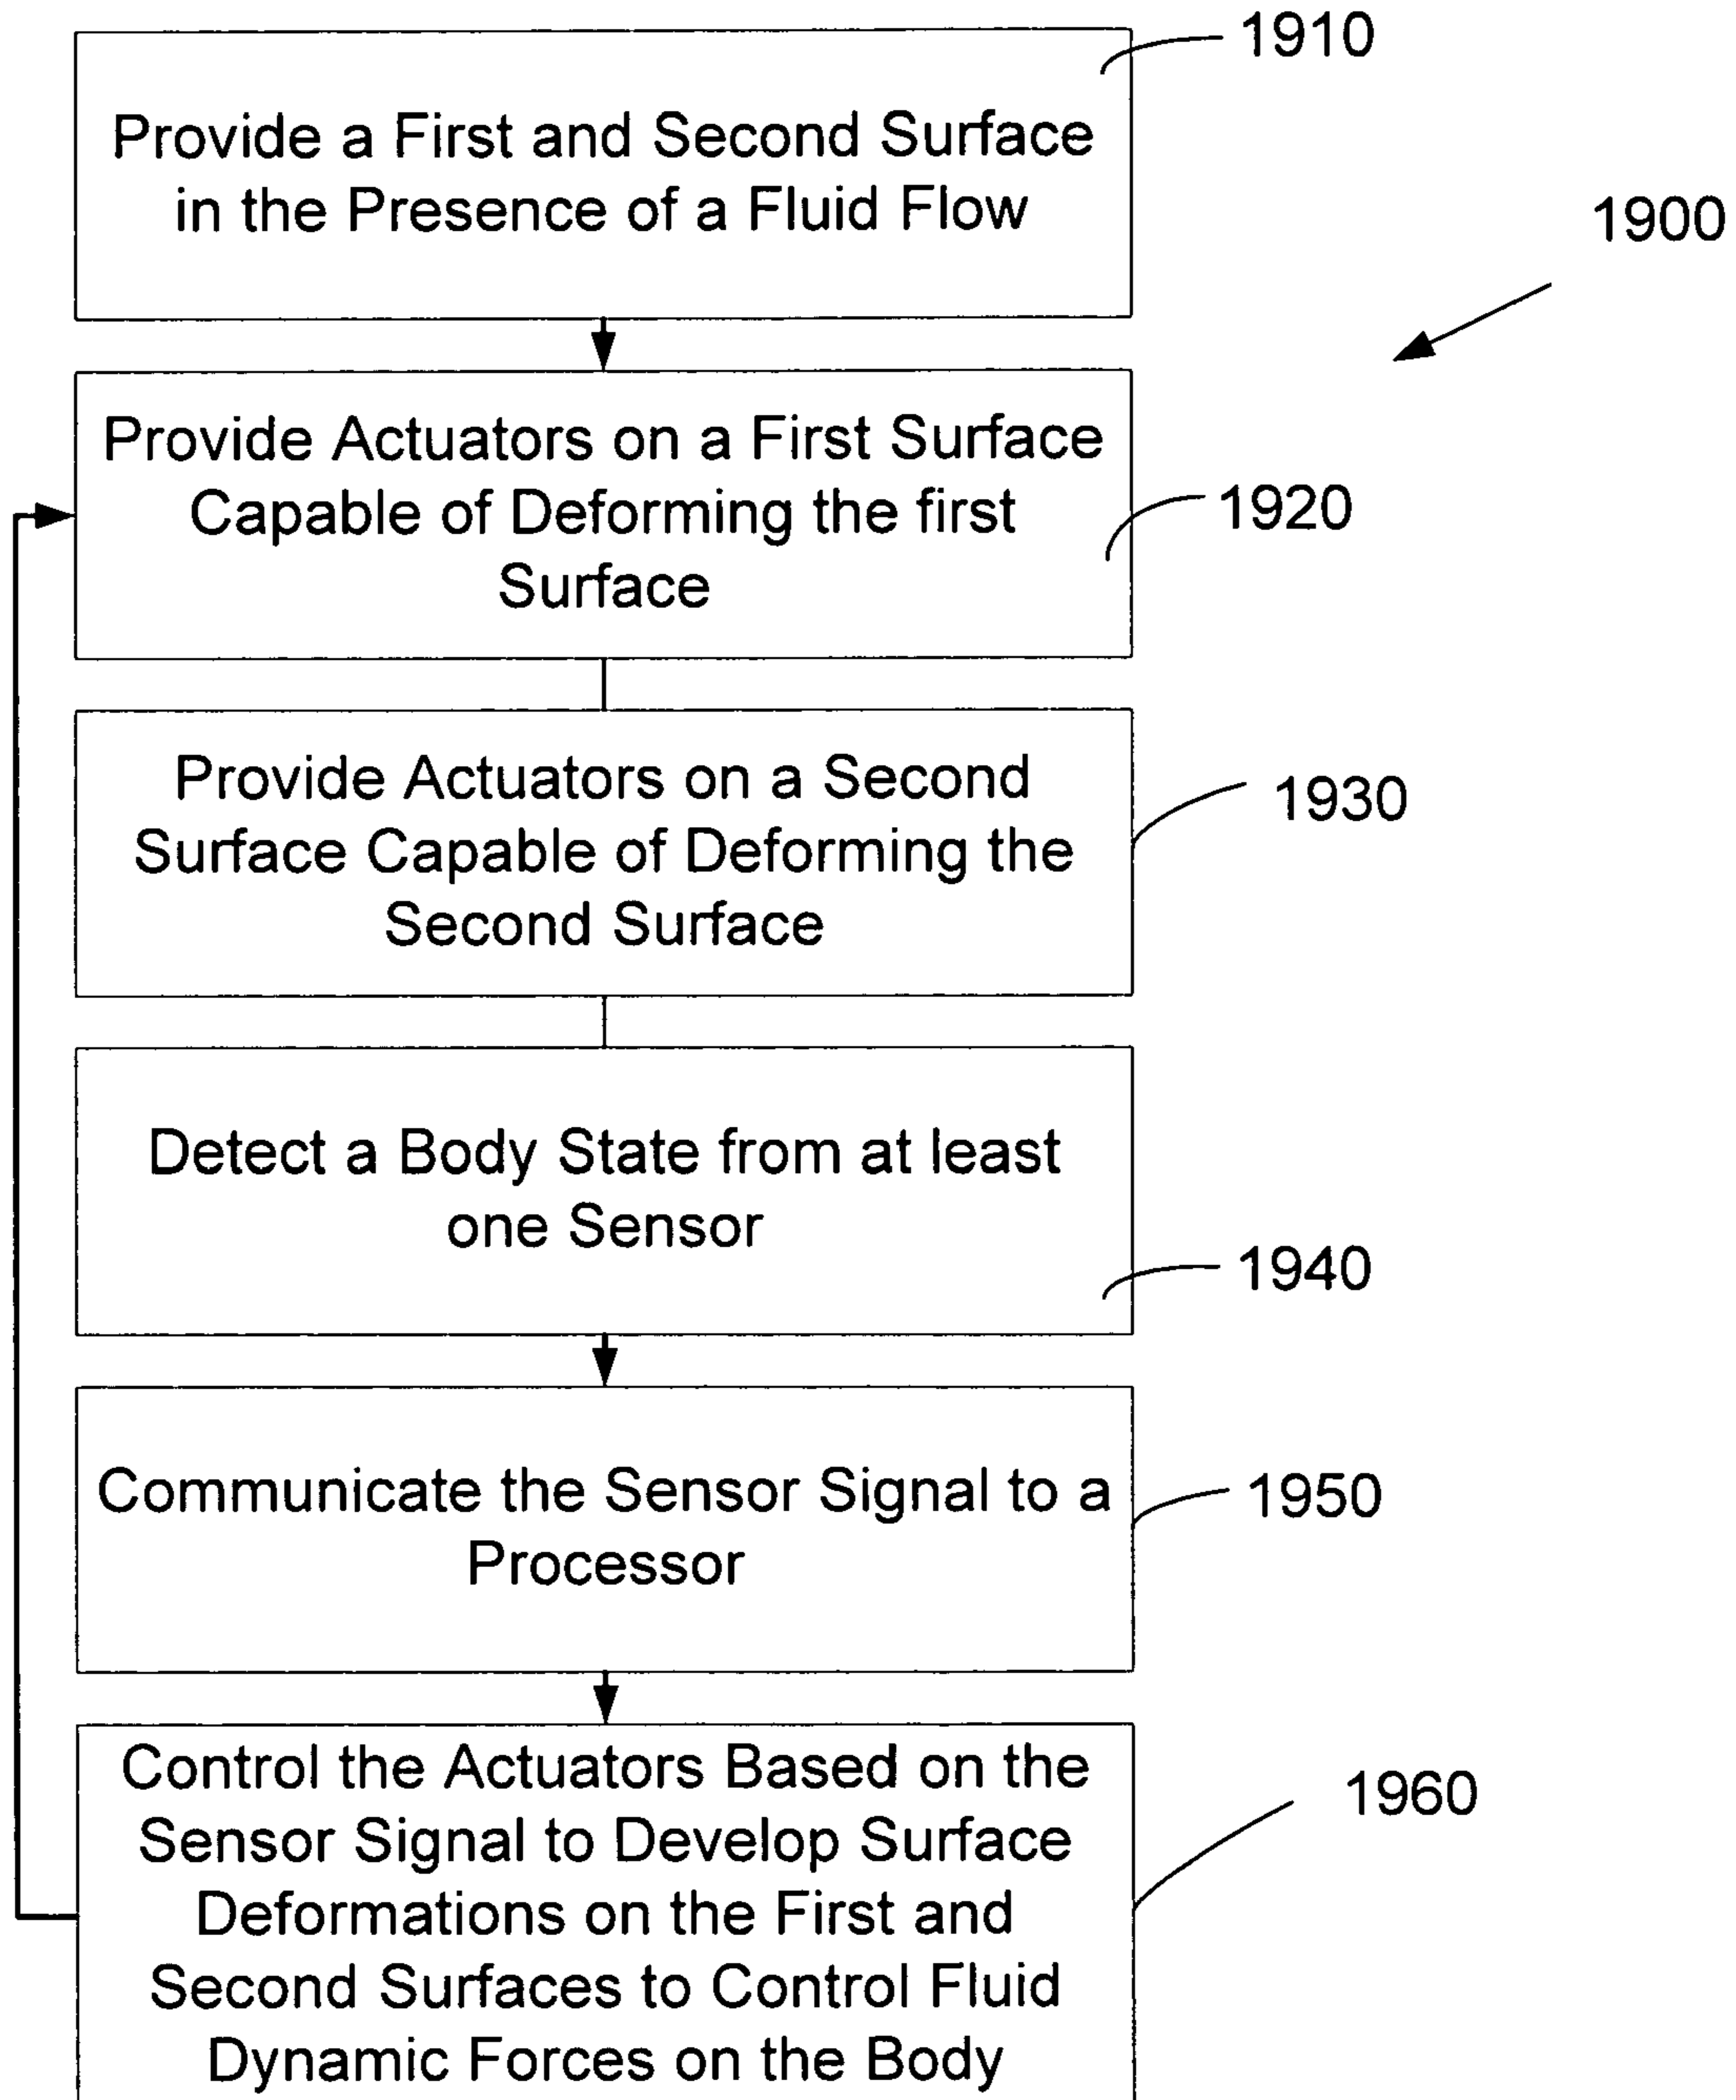 1910
Provide a First and Second Surface
in the Presence of a Fluid Flow
1900
Provide Actuators on a First Surface
Capable of Deforming the first
Surface
1920
Provide Actuators on a Second
Surface Capable of Deforming the
Second Surface
1930
Detect a Body State from at least
one Sensor
1940
Communicate the Sensor Signal to a
Processor
1950
Control the Actuators Based on the
Sensor Signal to Develop Surface
Deformations on the First and
Second Surfaces to Control Fluid
Dynamic Forces on the Body
1960